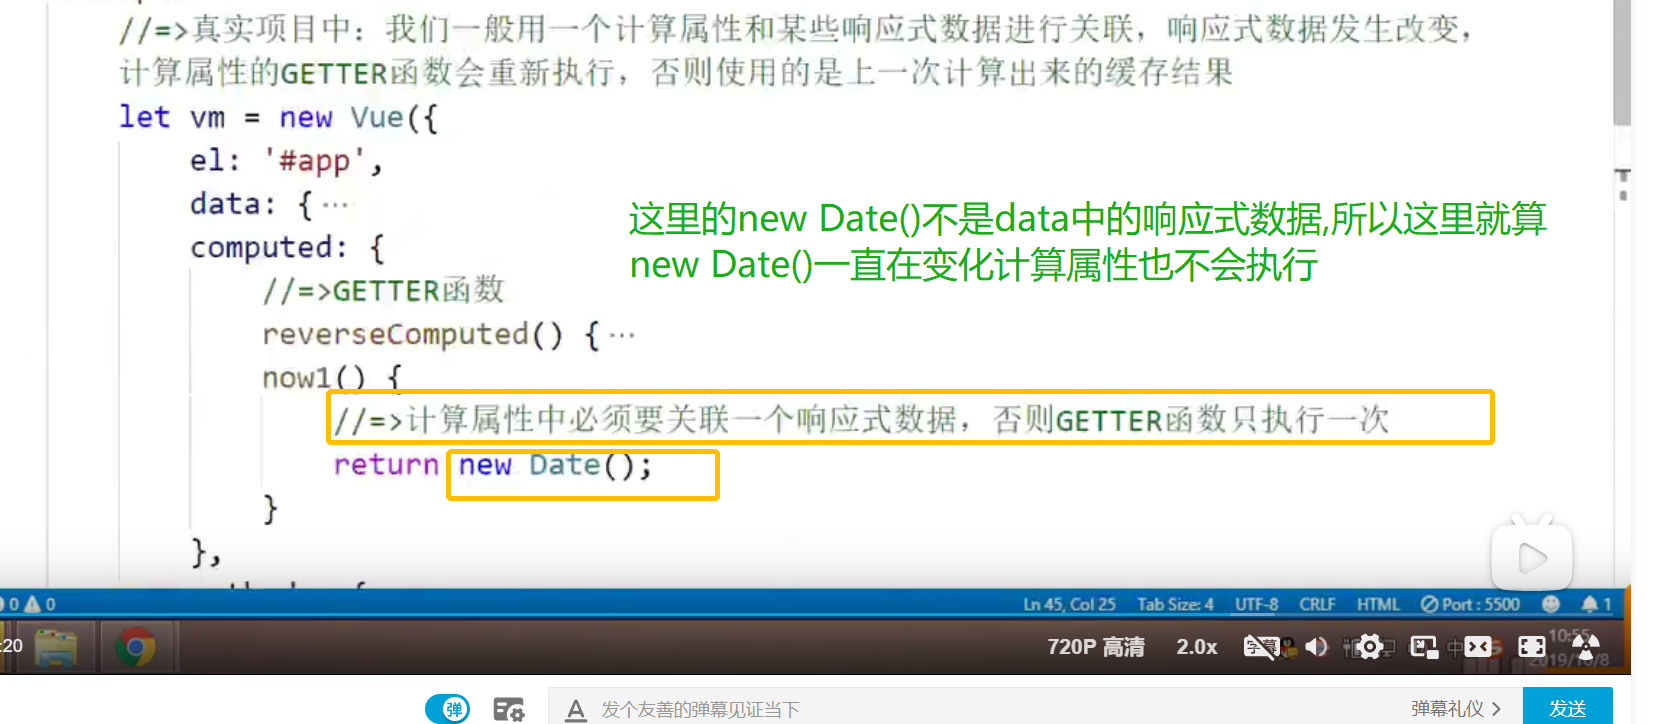 //=>真实项目中：我们一般用一个计算属性和某些响应式数据进行关联，响应式数据发生改变，
计算属性的GETTER函数会重新执行，否则使用的是上一次计算出来的缓存结果
let vm = new Vue({
el: '#app',
data: {···
computed: {
这里的new Date()不是data中的响应式数据,所以这里就算
new Date()一直在变化计算属性也不会执行
//=>GETTER函数
reverseComputed() {···
now1() {
//=>计算属性中必须要关联一个响应式数据，否则GETTER函数只执行一次
return new Date();
}
},
0 0 Ln 45, Col 25 Tab Size: 4 UTF-8 CRLF HTML Port : 5500 1
:20 720P 高清 2.0x 字幕 中 10:55
2019/10/8
弹 发个友善的弹幕见证当下 弹幕礼仪 > 发送